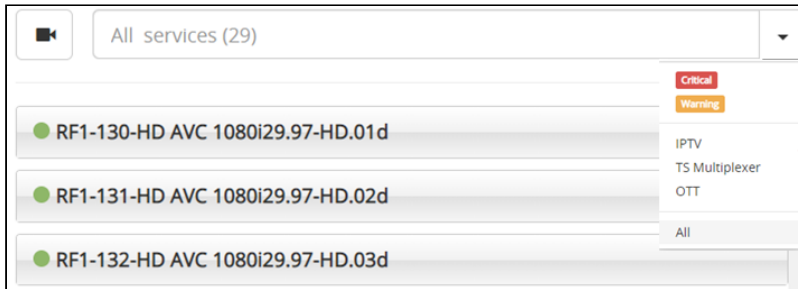 All services (29)
Critical
Warning
RF1-130-HD AVC 1080i29.97-HD.01d
IPTV
TS Multiplexer
RF1-131-HD AVC 1080i29.97-HD.02d
OTT
All
RF1-132-HD AVC 1080i29.97-HD.03d